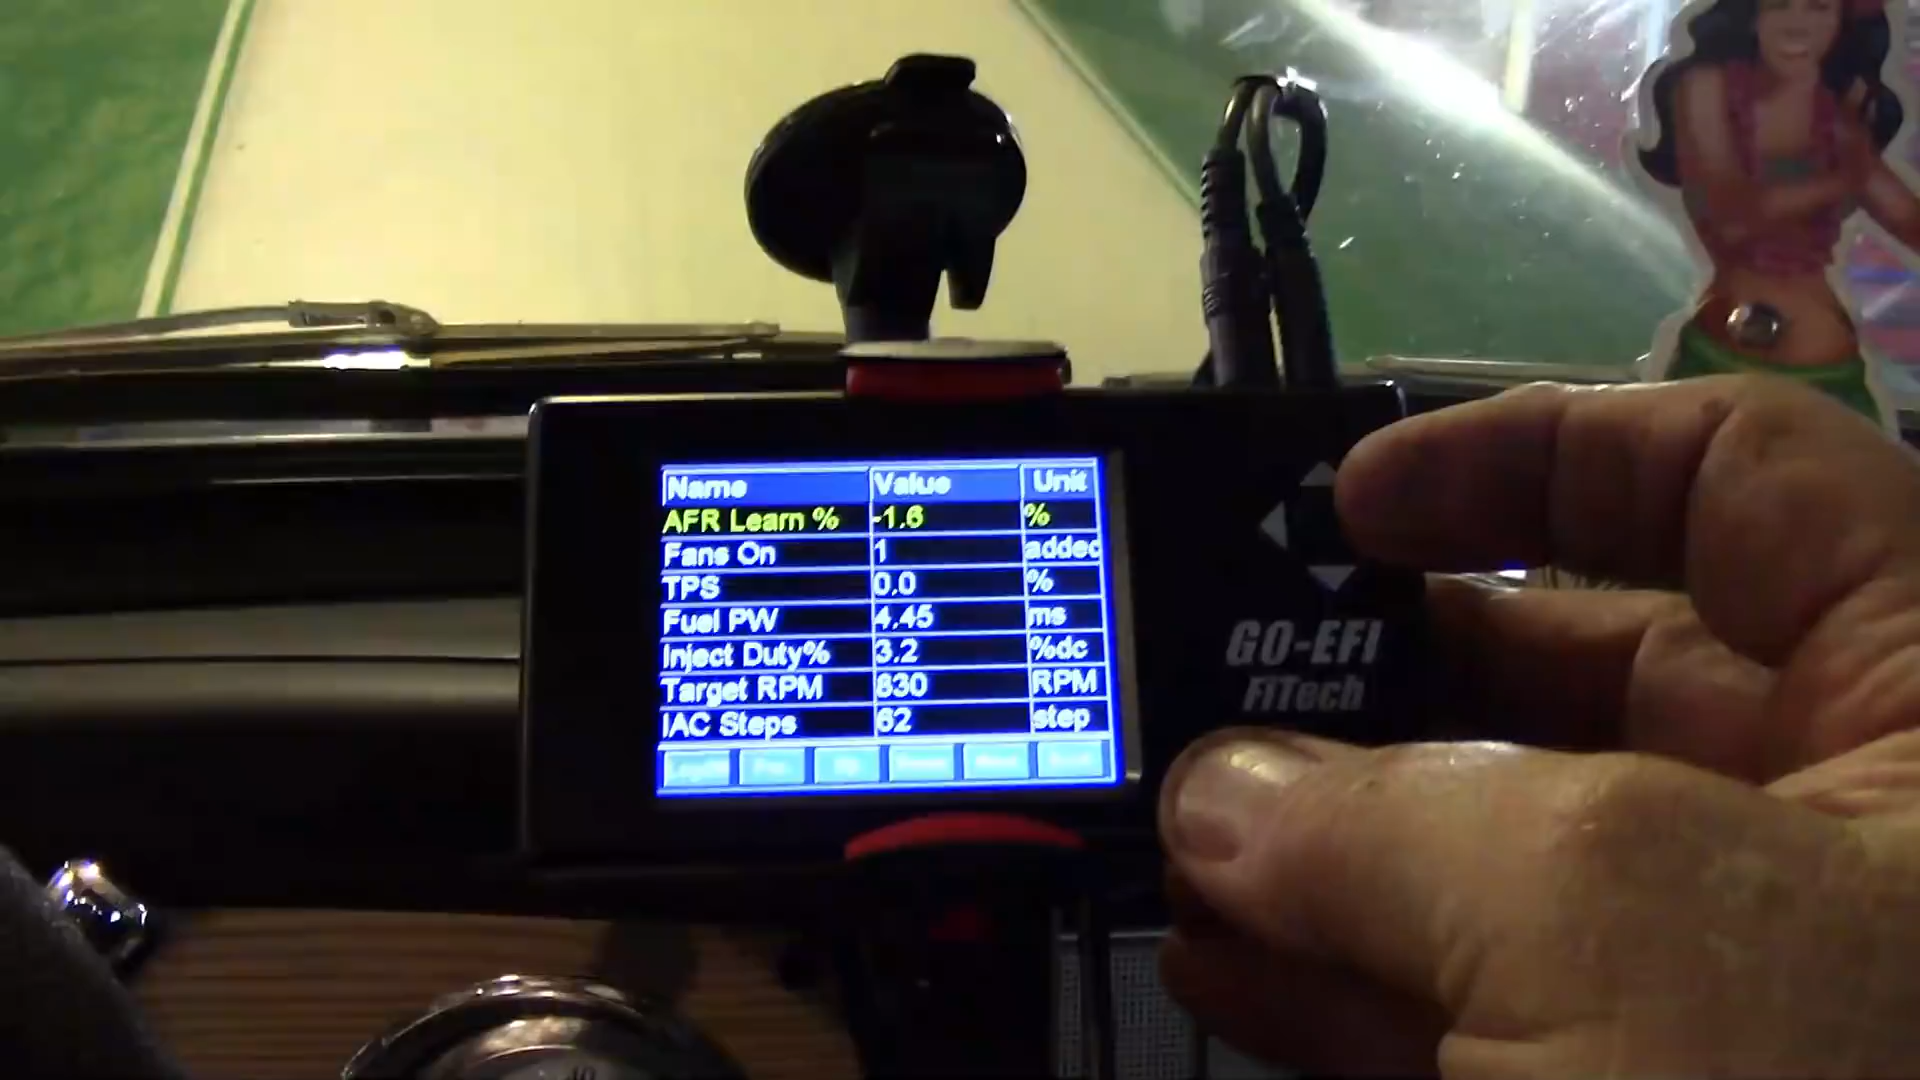 Name Value Unit
AFR Learn % -1.6 %
Fans On 1 added
TPS 0.0 %
Fuel PW 4.45 ms
Inject Duty% 3.2 %dc
Target RPM 830 RPM
IAC Steps 62 step
GO-EFI
FiTech